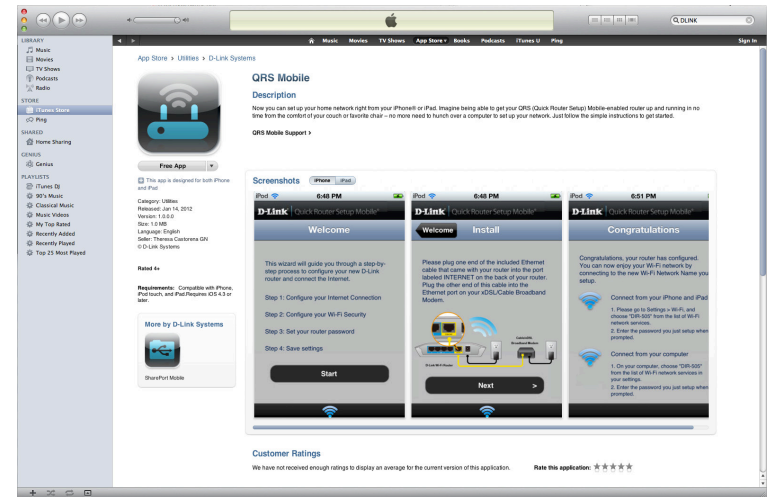 DLINK
LIBRARY
Music
Movies
TV Shows
Podcasts
Radio
STORE
iTunes Store
Ping
SHARED
Home Sharing
GENIUS
Genius
PLAYLISTS
iTunes DJ
90's Music
Classical Music
Music Videos
My Top Rated
Recently Added
Recently Played
Top 25 Most Played
Music Movies TV Shows App Store Books Podcasts iTunes U Ping Sign In
App Store > Utilities > D-Link Systems
Free App
This app is designed for both iPhone
and iPad
Category: Utilities
Released: Jan 14, 2012
Version: 1.0.0.0
Size: 1.0 MB
Language: English
Seller: Theresa Castorena GN
© D-Link Systems
Rated 4+
Requirements: Compatible with iPhone,
iPod touch, and iPad.Requires iOS 4.3 or
later.
More by D-Link Systems
SharePort Mobile
QRS Mobile
Description
Now you can set up your home network right from your iPhone® or iPad. Imagine being able to get your QRS (Quick Router Setup) Mobile-enabled router up and running in no
time from the comfort of your couch or favorite chair – no more need to hunch over a computer to set up your network. Just follow the simple instructions to get started.
QRS Mobile Support >
Screenshots iPhone iPad
iPod 6:48 PM
D-Link Quick Router Setup Mobile
Welcome
This wizard will guide you through a step-by-
step process to configure your new D-Link
router and connect the Internet.
Step 1: Configure your Internet Connection
Step 2: Configure your Wi-Fi Security
Step 3: Set your router password
Step 4: Save settings
Start
iPod 6:48 PM
D-Link Quick Router Setup Mobile
Welcome Install
Please plug one end of the included Ethernet
cable that came with your router into the port
labeled INTERNET on the back of your router.
Plug the other end of this cable into the
Ethernet port on your xDSL/Cable Broadband
Modem.
Cable/DSL
Broadband Modem
D-Link Wi-Fi Router
Next >
iPod 6:51 PM
D-Link Quick Router Setup Mobile
Congratulations
Congratulations, your router has configured.
You can now enjoy your Wi-Fi network by
connecting to the new Wi-Fi Network Name you
setup.
Connect from your iPhone and iPad
1. Please go to Settings > Wi-Fi, and
choose "DIR-505" from the list of Wi-Fi
network services.
2. Enter the password you just setup when
prompted.
Connect from your computer
1. On your computer, choose "DIR-505"
from the list of Wi-Fi network services in
your settings.
2. Enter the password you just setup when
prompted.
Customer Ratings
We have not received enough ratings to display an average for the current version of this application. Rate this application: